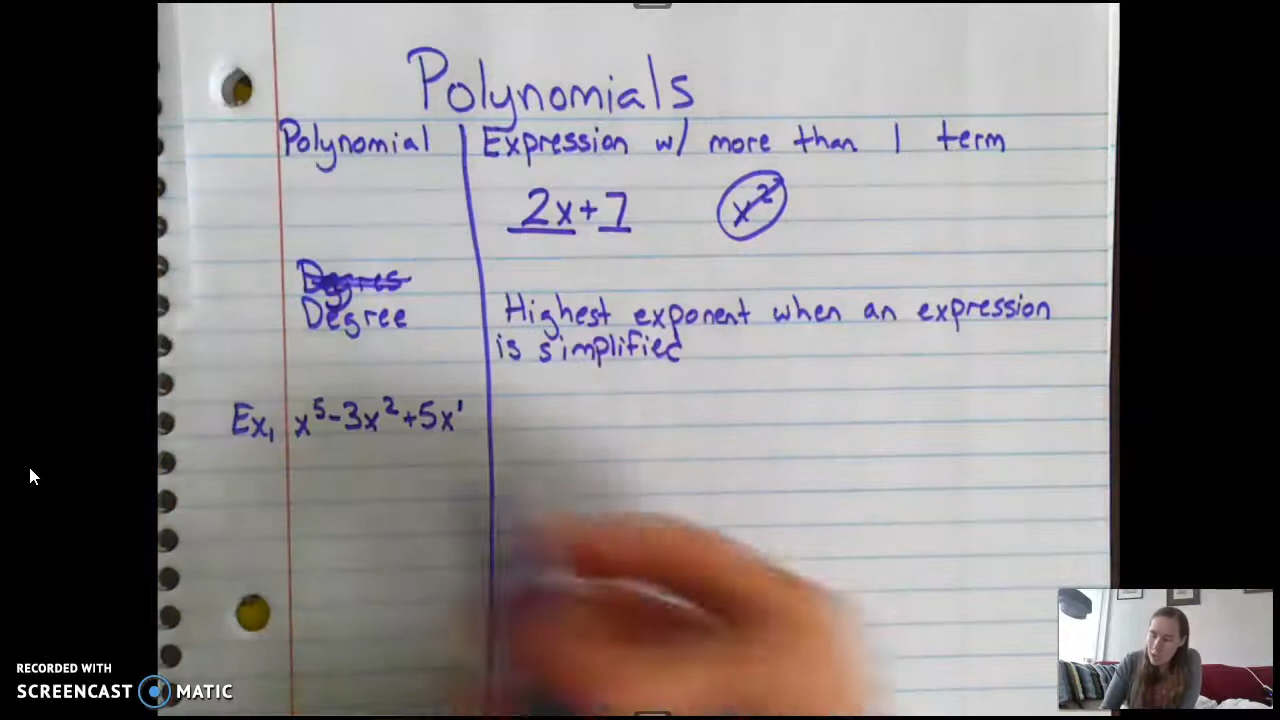 Polynomials
Polynomial Expression w/ more than 1 term
2x+7 x²
Degres
Degree Highest exponent when an expression
is simplified
Ex, x⁵-3x²+5x¹
RECORDED WITH
SCREENCAST MATIC